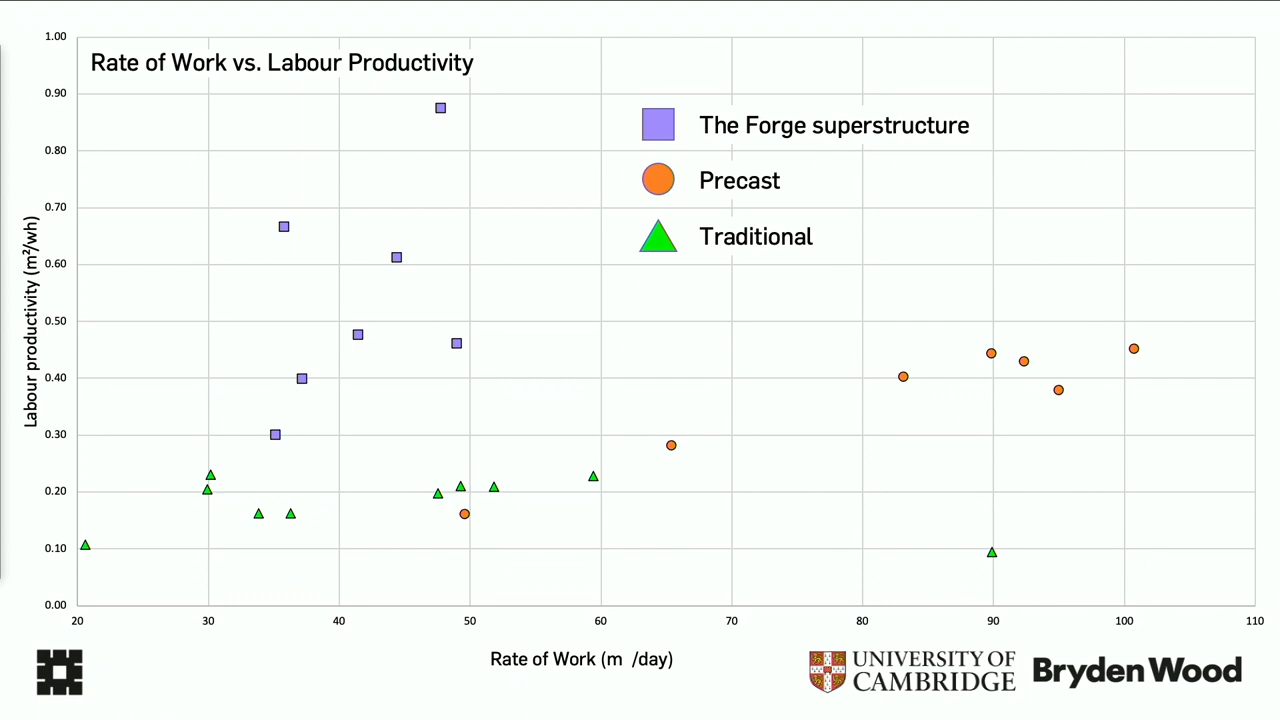 Rate of Work vs. Labour Productivity
The Forge superstructure
Precast
Traditional
Labour productivity (m²/wh)
1.00
0.90
0.80
0.70
0.60
0.50
0.40
0.30
0.20
0.10
0.00
20 30 40 50 60 70 80 90 100 110
Rate of Work (m /day)
UNIVERSITY OF
CAMBRIDGE
Bryden Wood